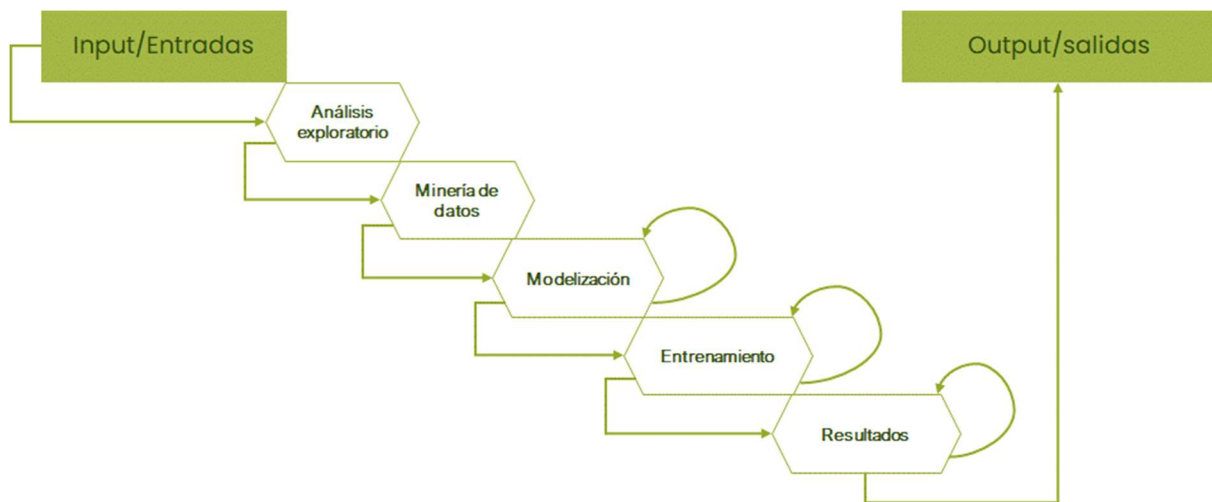 Input/Entradas
Output/salidas
Análisis
exploratorio
Minería de
datos
Modelización
Entrenamiento
Resultados